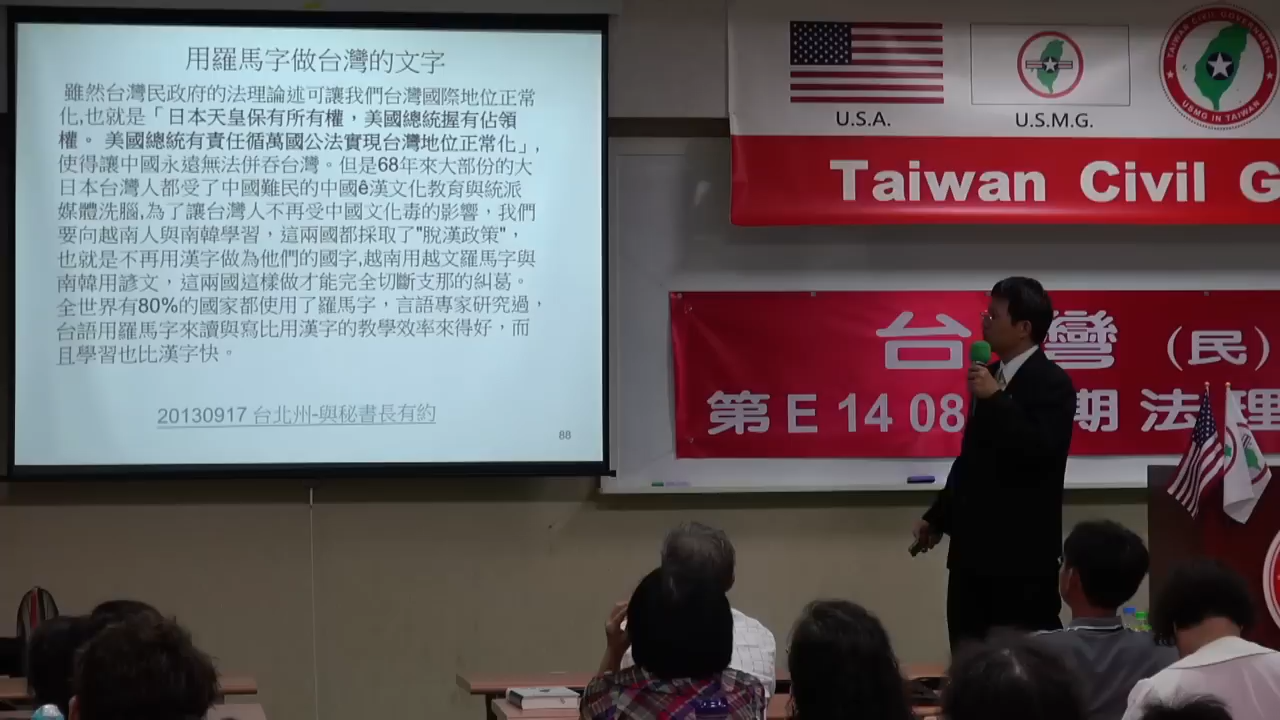 用羅馬字做台灣的文字
雖然台灣民政府的法理論述可讓我們台灣國際地位正常
化,也就是「日本天皇保有所有權，美國總統握有佔領
權。 美國總統有責任循萬國公法實現台灣地位正常化」,
使得讓中國永遠無法併吞台灣。但是68年來大部份的大
日本台灣人都受了中國難民的中國ê漢文化教育與統派
媒體洗腦,為了讓台灣人不再受中國文化毒的影響，我們
要向越南人與南韓學習，這兩國都採取了"脫漢政策"，
也就是不再用漢字做為他們的國字,越南用越文羅馬字與
南韓用諺文，這兩國這樣做才能完全切斷支那的糾葛。
全世界有80%的國家都使用了羅馬字，言語專家研究過，
台語用羅馬字來讀與寫比用漢字的教學效率來得好，而
且學習也比漢字快。
20130917 台北州-與秘書長有約
88
U.S.A.
U.S.M.G.
TAIWAN CIVIL GOVERNMENT
USMG IN TAIWAN
Taiwan Civil G
台 灣 （民）
第 E 14 08 期 法 理